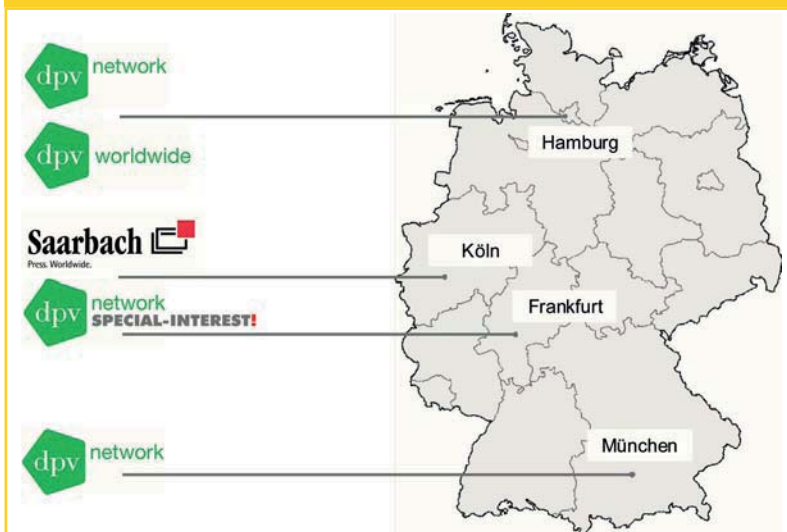 dpv network
Hamburg
dpv worldwide
Saarbach
Press. Worldwide.
Köln
dpv network
SPECIAL-INTEREST!
Frankfurt
dpv network
München